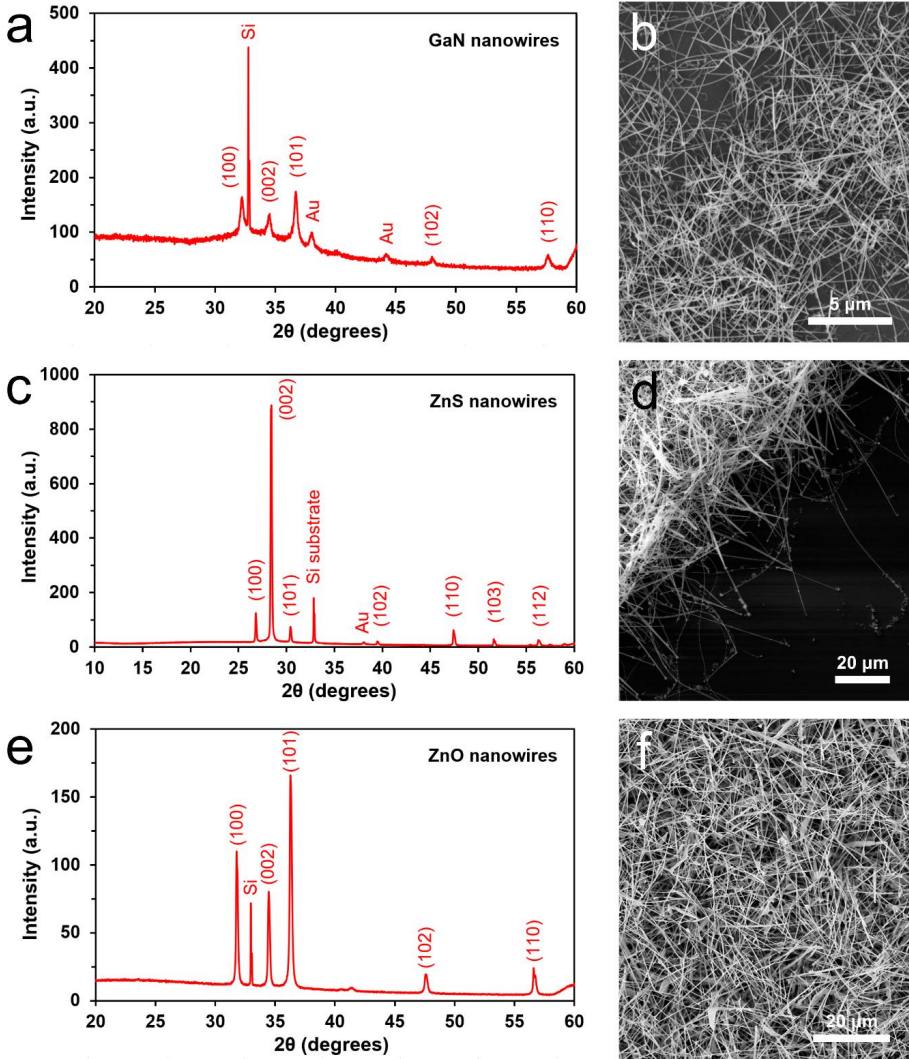 a
GaN nanowires
500
400
300
200
100
0
Intensity (a.u.)
(100)
Si
(002)
(101)
Au
Au
(102)
(110)
20 25 30 35 40 45 50 55 60
2θ (degrees)
b
5 µm
c
ZnS nanowires
1000
800
600
400
200
0
Intensity (a.u.)
(100)
(002)
(101)
Si substrate
Au
(102)
(110)
(103)
(112)
10 15 20 25 30 35 40 45 50 55 60
2θ (degrees)
d
20 µm
e
ZnO nanowires
200
150
100
50
0
Intensity (a.u.)
(100)
Si
(002)
(101)
(102)
(110)
20 25 30 35 40 45 50 55 60
2θ (degrees)
f
20 µm